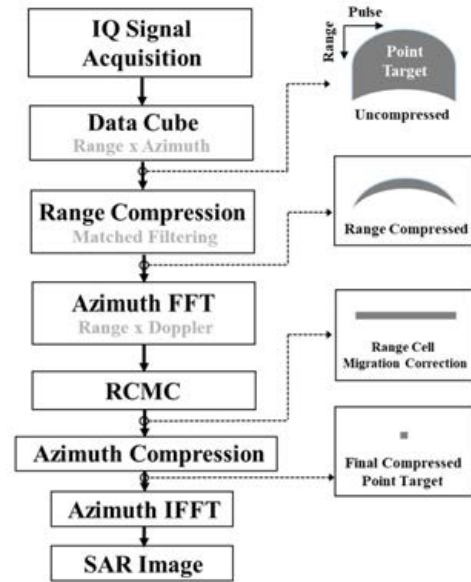 IQ Signal
Acquisition
Data Cube
Range x Azimuth
Range Compression
Matched Filtering
Azimuth FFT
Range x Doppler
RCMC
Azimuth Compression
Azimuth IFFT
SAR Image
Pulse
Range
Point
Target
Uncompressed
Range Compressed
Range Cell
Migration Correction
Final Compressed
Point Target